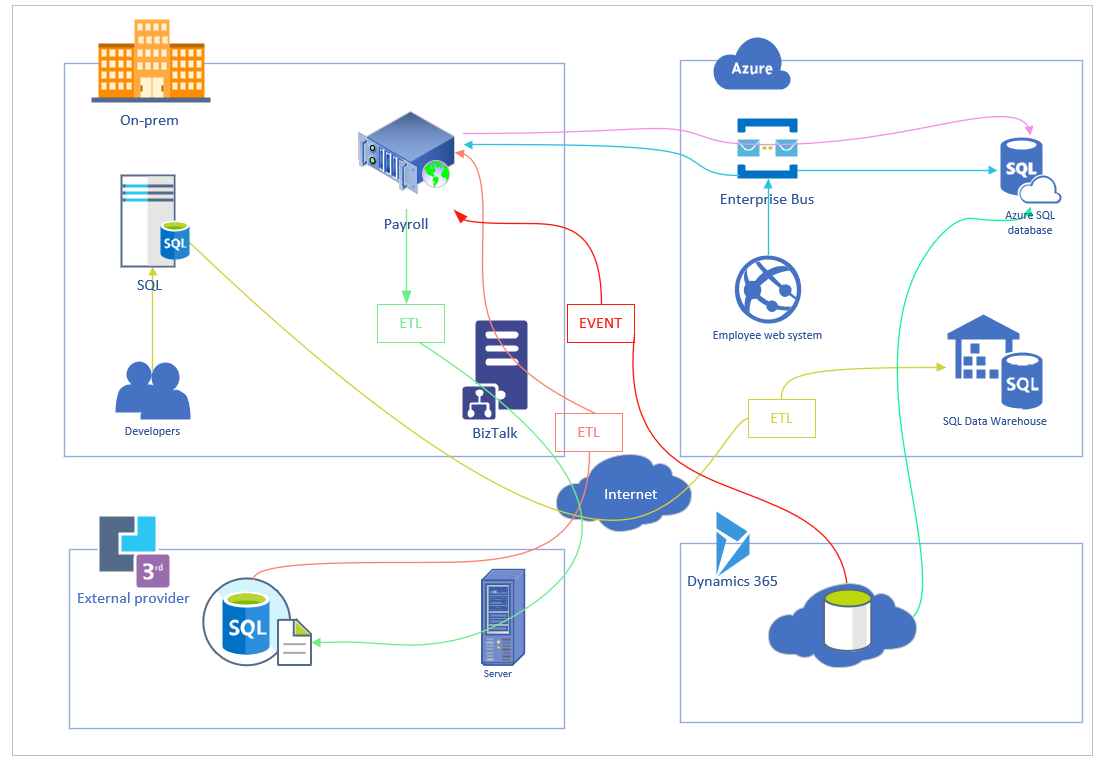 On-prem
SQL
SQL
Developers
Payroll
ETL
BizTalk
EVENT
ETL
Internet
Azure
Enterprise Bus
SQL
Azure SQL
database
Employee web system
SQL
SQL Data Warehouse
ETL
3rd
External provider
SQL
Server
Dynamics 365